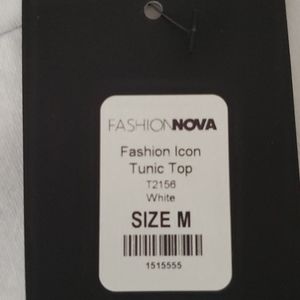 FASHIONNOVA
Fashion Icon
Tunic Top
T2156
White
SIZE M
1515555